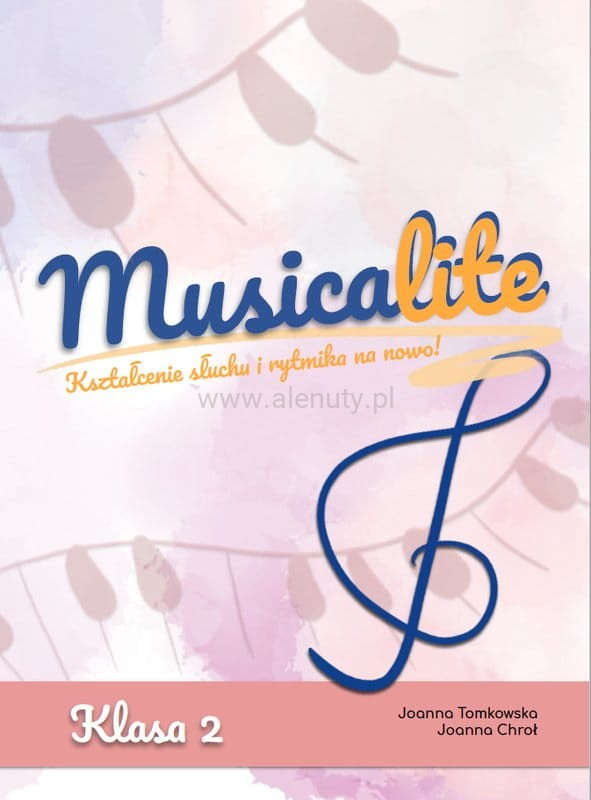 Musicalite
Kształcenie słuchu i rytmika na nowo!
www.alenuty.pl
Klasa 2
Joanna Tomkowska
Joanna Chroł